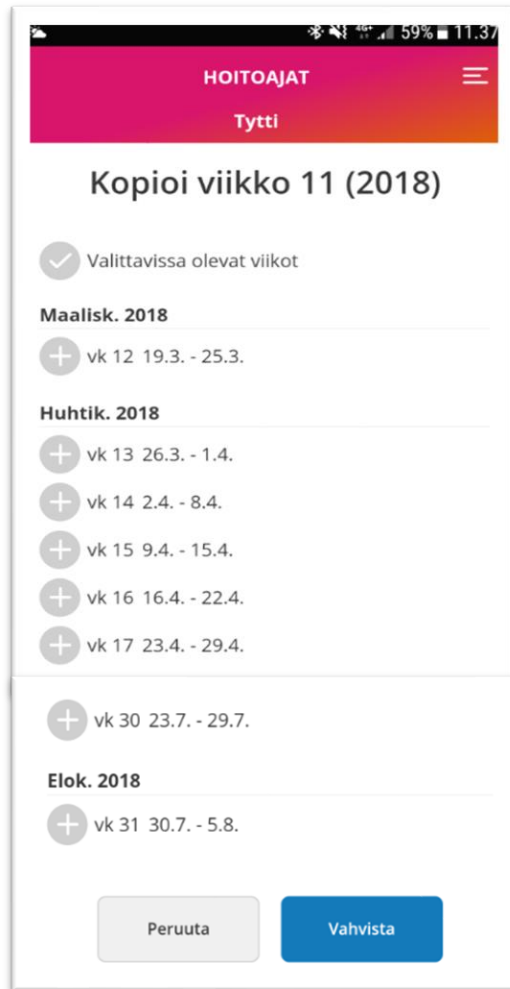 4G+ 59% 11.37
HOITOAJAT
Tytti
Kopioi viikko 11 (2018)
Valittavissa olevat viikot
Maalisk. 2018
vk 12 19.3. - 25.3.
Huhtik. 2018
vk 13 26.3. - 1.4.
vk 14 2.4. - 8.4.
vk 15 9.4. - 15.4.
vk 16 16.4. - 22.4.
vk 17 23.4. - 29.4.
vk 30 23.7. - 29.7.
Elok. 2018
vk 31 30.7. - 5.8.
Peruuta Vahvista